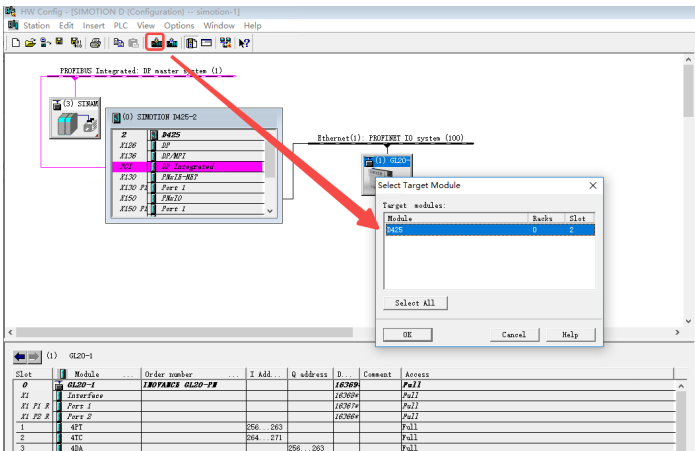 HW Config - [SIMOTION D (Configuration) -- simotion-1]
Station Edit Insert PLC View Options Window Help
PROFIBUS Integrated: DP master system (1)
(3) SINAM
(0) SIMOTION D425-2
2 D425
X126 DP
X136 DP/MPI
DP Integrated
X130 PNxIE-NET
X130 P1 Port 1
X150 PNxIO
X150 P1 Port 1
Ethernet(1): PROFINET IO system (100)
(1) GL20-
Select Target Module
Target modules:
Module Racks Slot
D425 0 2
Select All
OK Cancel Help
(1) GL20-1
Slot Module ... Order number ... I Add... Q address D... Comment Access
0 GL20-1 INOVANCE GL20-PN 16369* Full
X1 Interface 16368* Full
X1 P1 R Port 1 16367* Full
X1 P2 R Port 2 16366* Full
1 4PT 256...263 Full
2 4TC 264...271 Full
3 4DA 256...263 Full